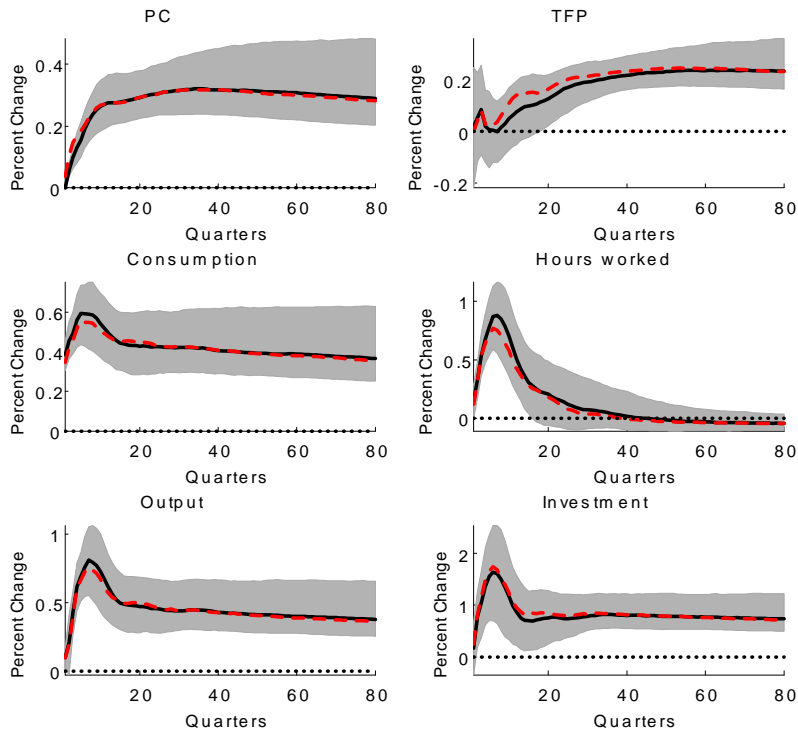 PC
TFP
Percent Change
0.4
0.2
0
20 40 60 80
Quarters
Percent Change
0.2
0
-0.2
20 40 60 80
Quarters
Consumption
Hours worked
Percent Change
0.6
0.4
0.2
0
20 40 60 80
Quarters
Percent Change
1
0.5
0
20 40 60 80
Quarters
Output
Investment
Percent Change
1
0.5
0
20 40 60 80
Quarters
Percent Change
2
1
0
20 40 60 80
Quarters